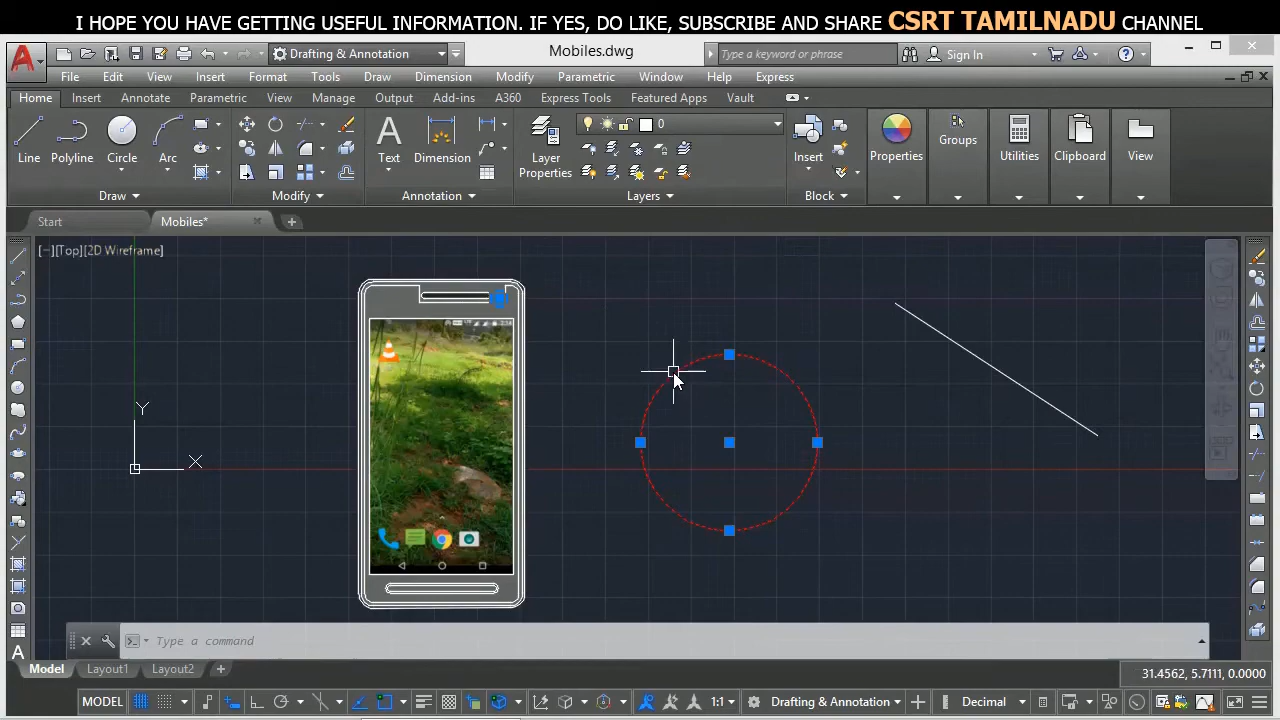 I HOPE YOU HAVE GETTING USEFUL INFORMATION. IF YES, DO LIKE, SUBSCRIBE AND SHARE CSRT TAMILNADU CHANNEL
Drafting & Annotation
Mobiles.dwg
Type a keyword or phrase
Sign In
File Edit View Insert Format Tools Draw Dimension Modify Parametric Window Help Express
Home Insert Annotate Parametric View Manage Output Add-ins A360 Express Tools Featured Apps Vault
0
Line Polyline Circle Arc
Text Dimension
Layer Properties
Insert
Properties Groups Utilities Clipboard View
Draw Modify Annotation Layers Block
Start Mobiles*
[−][Top][2D Wireframe]
Y
X
Type a command
Model Layout1 Layout2
31.4562, 5.7111, 0.0000
MODEL
1:1
Drafting & Annotation
Decimal